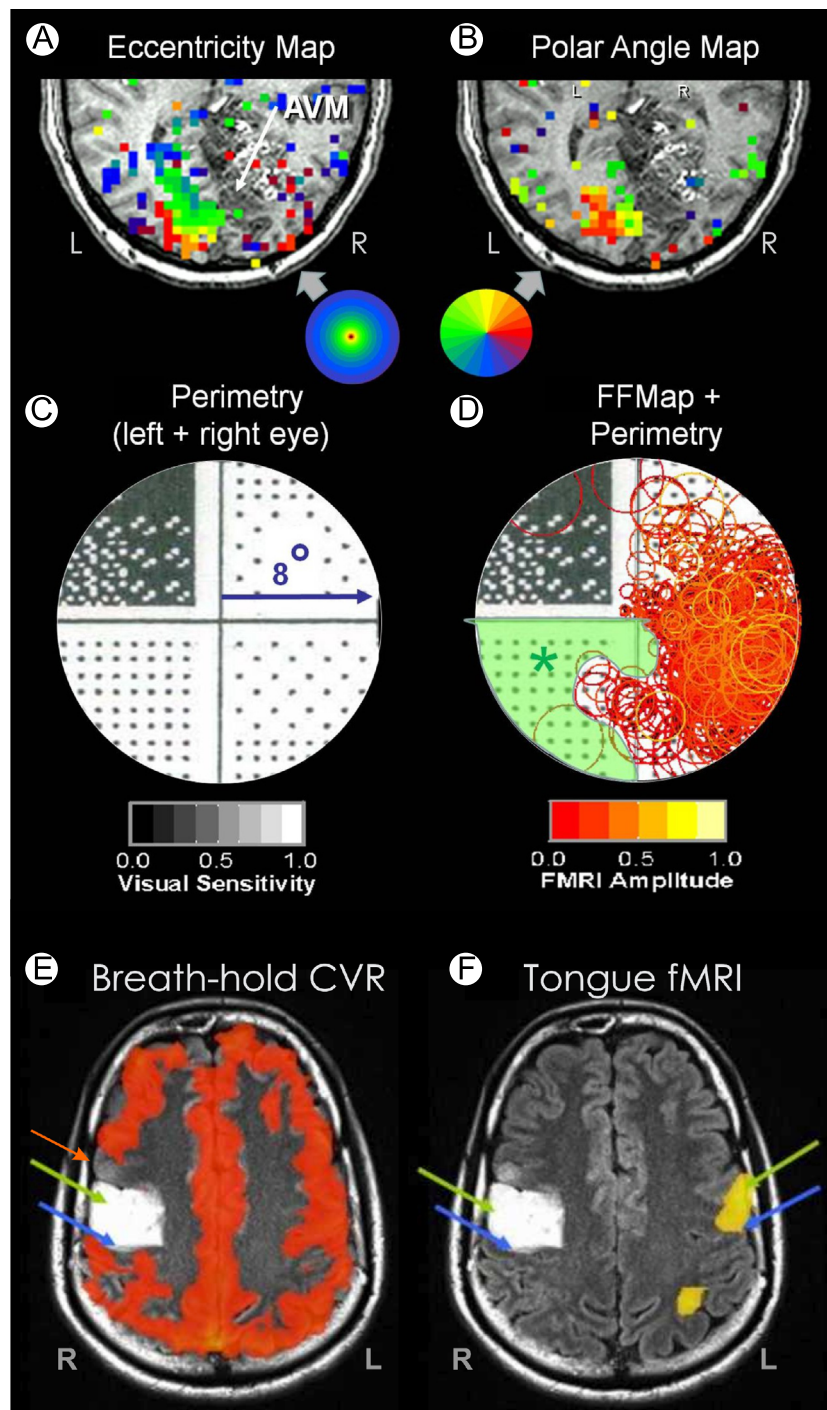 A
Eccentricity Map
B
Polar Angle Map
AVM
L
R
L
R
L
R
C
Perimetry
(left + right eye)
D
FFMap +
Perimetry
8°
*
0.0 0.5 1.0
Visual Sensitivity
0.0 0.5 1.0
FMRI Amplitude
E
Breath-hold CVR
F
Tongue fMRI
R
L
R
L